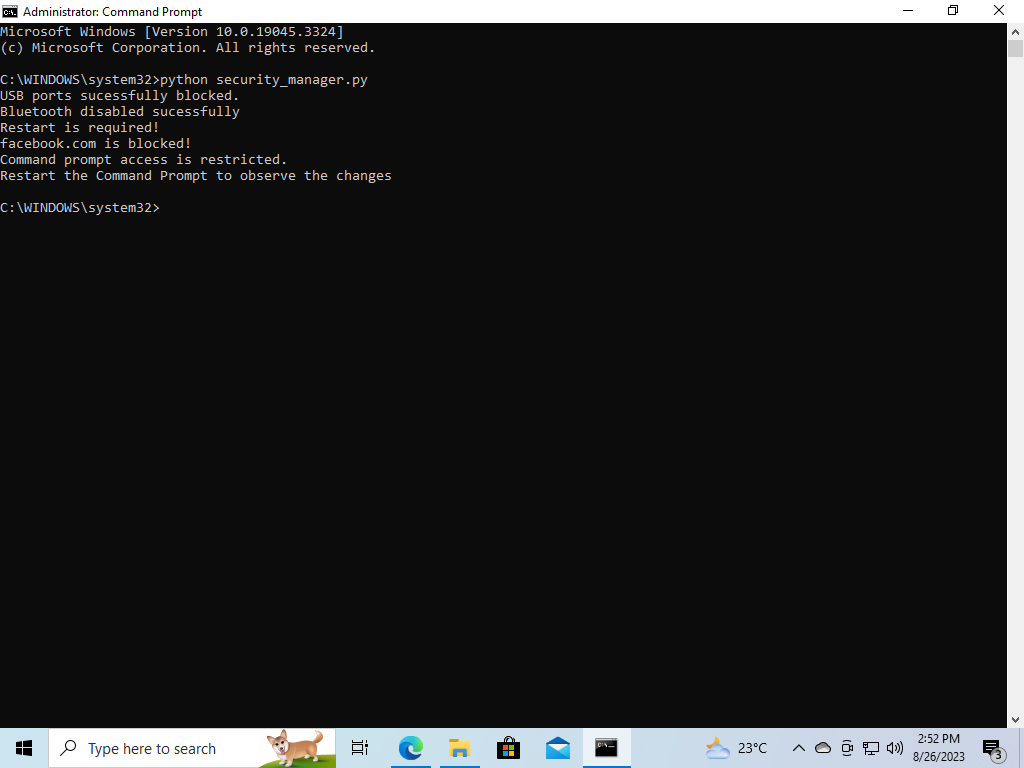 Administrator: Command Prompt
Microsoft Windows [Version 10.0.19045.3324]
(c) Microsoft Corporation. All rights reserved.
C:\WINDOWS\system32>python security_manager.py
USB ports sucessfully blocked.
Bluetooth disabled sucessfully
Restart is required!
facebook.com is blocked!
Command prompt access is restricted.
Restart the Command Prompt to observe the changes
C:\WINDOWS\system32>
Type here to search
23°C
2:52 PM
8/26/2023
3